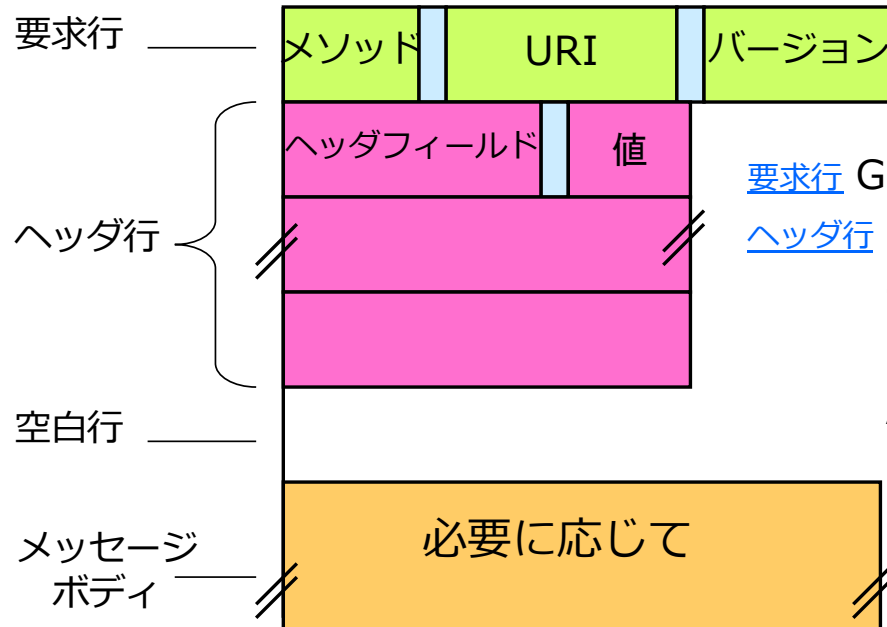 要求行
メソッド URI バージョン
ヘッダフィールド 値
要求行 G
ヘッダ行
ヘッダ行
空白行
メッセージ
ボディ
必要に応じて